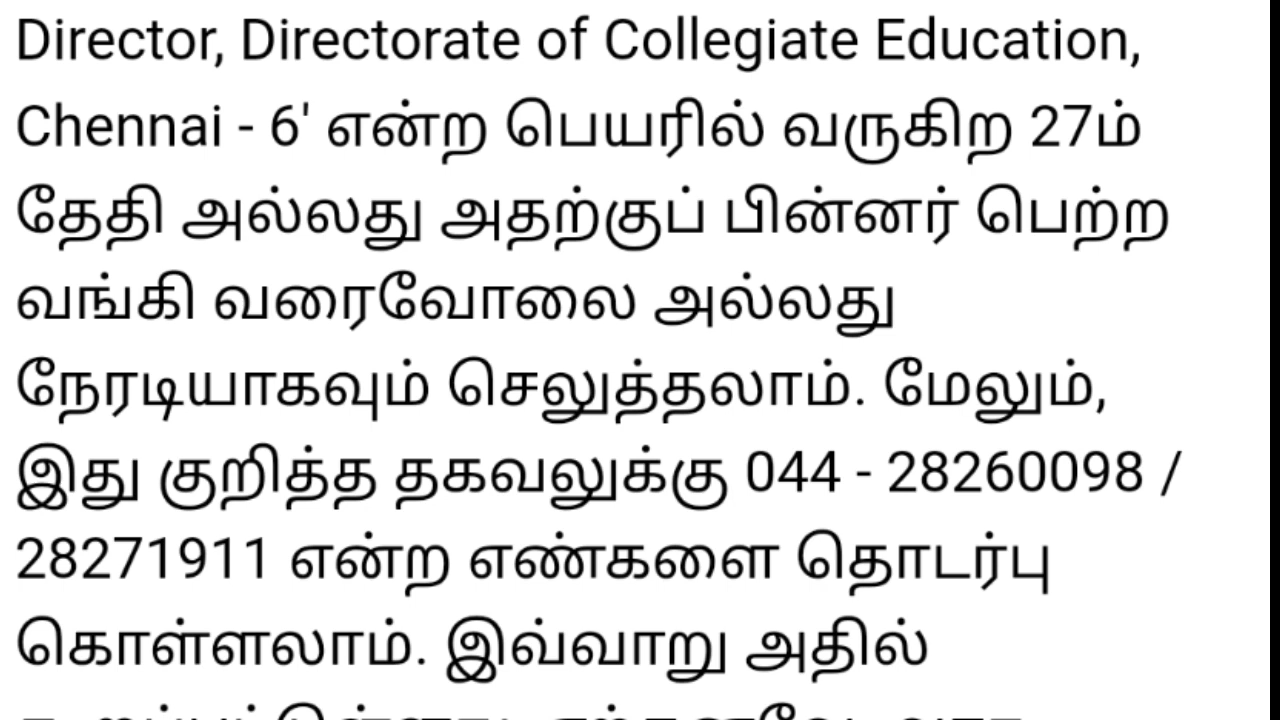 Director, Directorate of Collegiate Education,
Chennai - 6' என்ற பெயரில் வருகிற 27ம்
தேதி அல்லது அதற்குப் பின்னர் பெற்ற
வங்கி வரைவோலை அல்லது
நேரடியாகவும் செலுத்தலாம். மேலும்,
இது குறித்த தகவலுக்கு 044 - 28260098 /
28271911 என்ற எண்களை தொடர்பு
கொள்ளலாம். இவ்வாறு அதில்